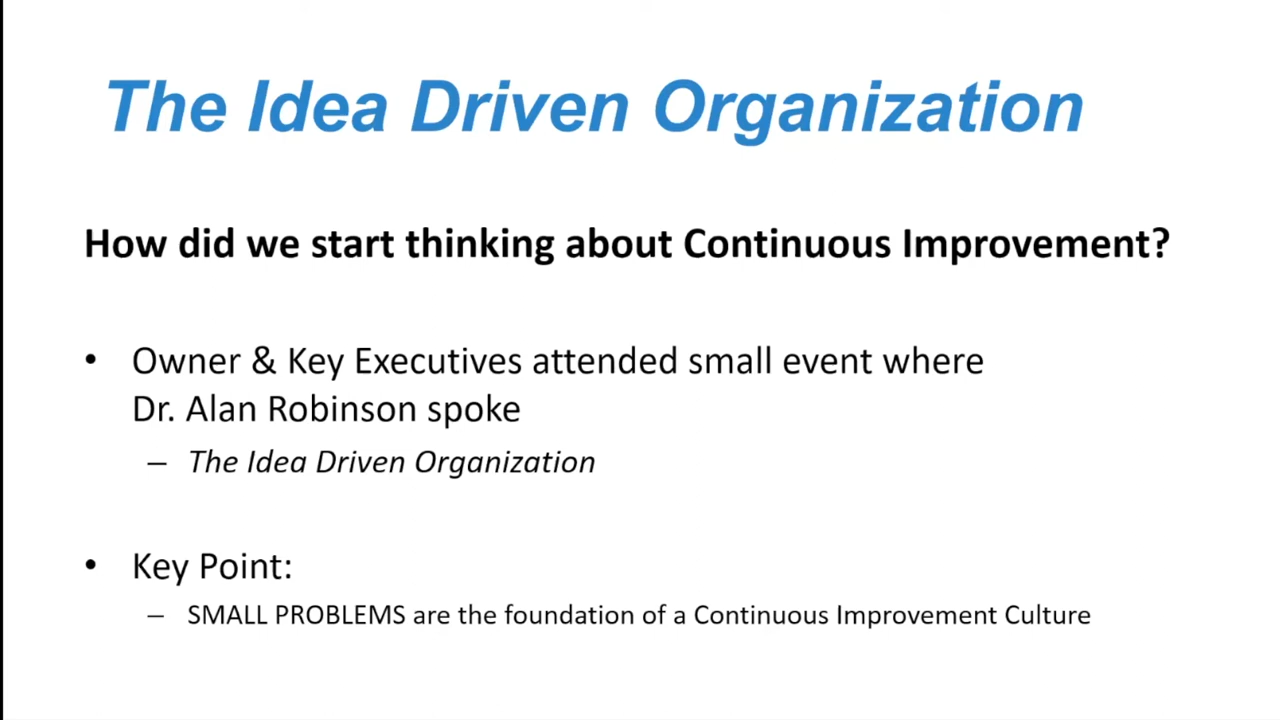 The Idea Driven Organization
How did we start thinking about Continuous Improvement?
• Owner & Key Executives attended small event where
Dr. Alan Robinson spoke
– The Idea Driven Organization
• Key Point:
– SMALL PROBLEMS are the foundation of a Continuous Improvement Culture